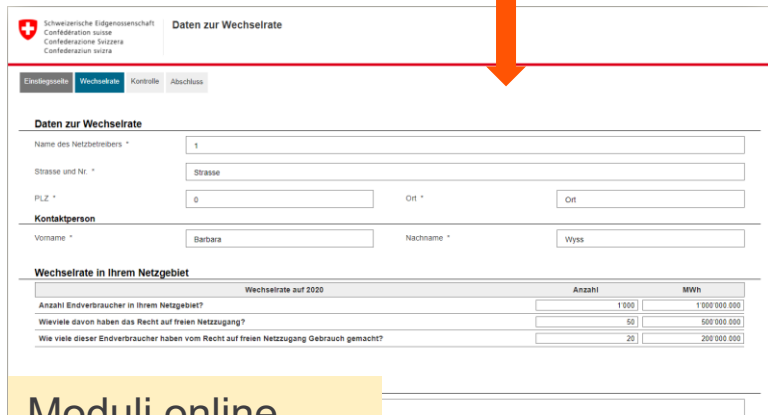 Schweizerische Eidgenossenschaft
Confédération suisse
Confederazione Svizzera
Confederaziun svizra
Daten zur Wechselrate
Einstiegsseite Wechselrate Kontrolle Abschluss
Daten zur Wechselrate
Name des Netzbetreibers * 1
Strasse und Nr. * Strasse
PLZ * 0 Ort * Ort
Kontaktperson
Vorname * Barbara Nachname * Wyss
Wechselrate in Ihrem Netzgebiet
Wechselrate auf 2020 Anzahl MWh
Anzahl Endverbraucher in Ihrem Netzgebiet? 1'000 1'000'000.000
Wieviele davon haben das Recht auf freien Netzzugang? 50 500'000.000
Wie viele dieser Endverbraucher haben vom Recht auf freien Netzzugang Gebrauch gemacht? 20 200'000.000
Moduli online